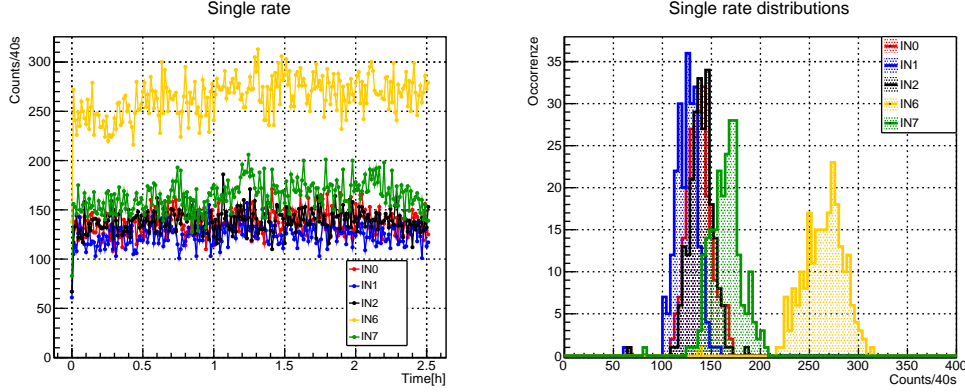 Single rate
Counts/40s
300
250
200
150
100
50
0
0 0.5 1 1.5 2 2.5
Time[h]
IN0
IN1
IN2
IN6
IN7
Single rate distributions
Occorrenze
35
30
25
20
15
10
5
0
0 50 100 150 200 250 300 350 400
Counts/40s
IN0
IN1
IN2
IN6
IN7